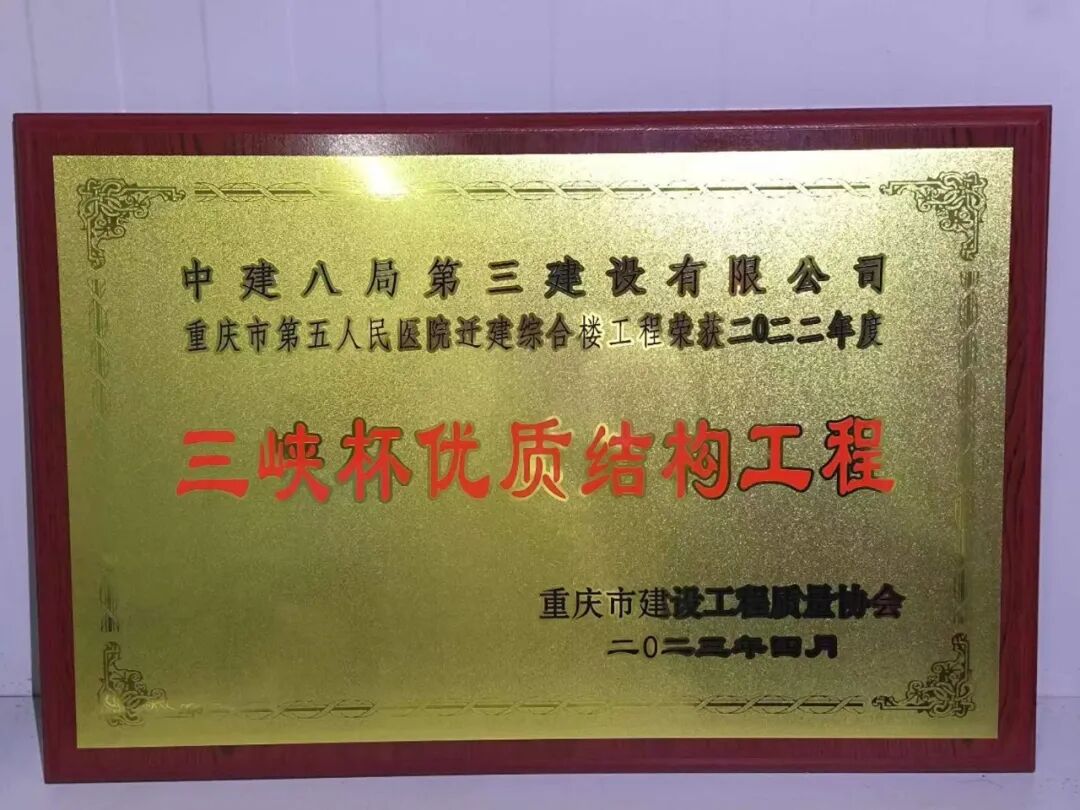 中建八局第三建设有限公司
重庆市第五人民医院迁建综合楼工程荣获二0二二年度
三峡杯优质结构工程
重庆市建设工程质量协会
二0二三年四月